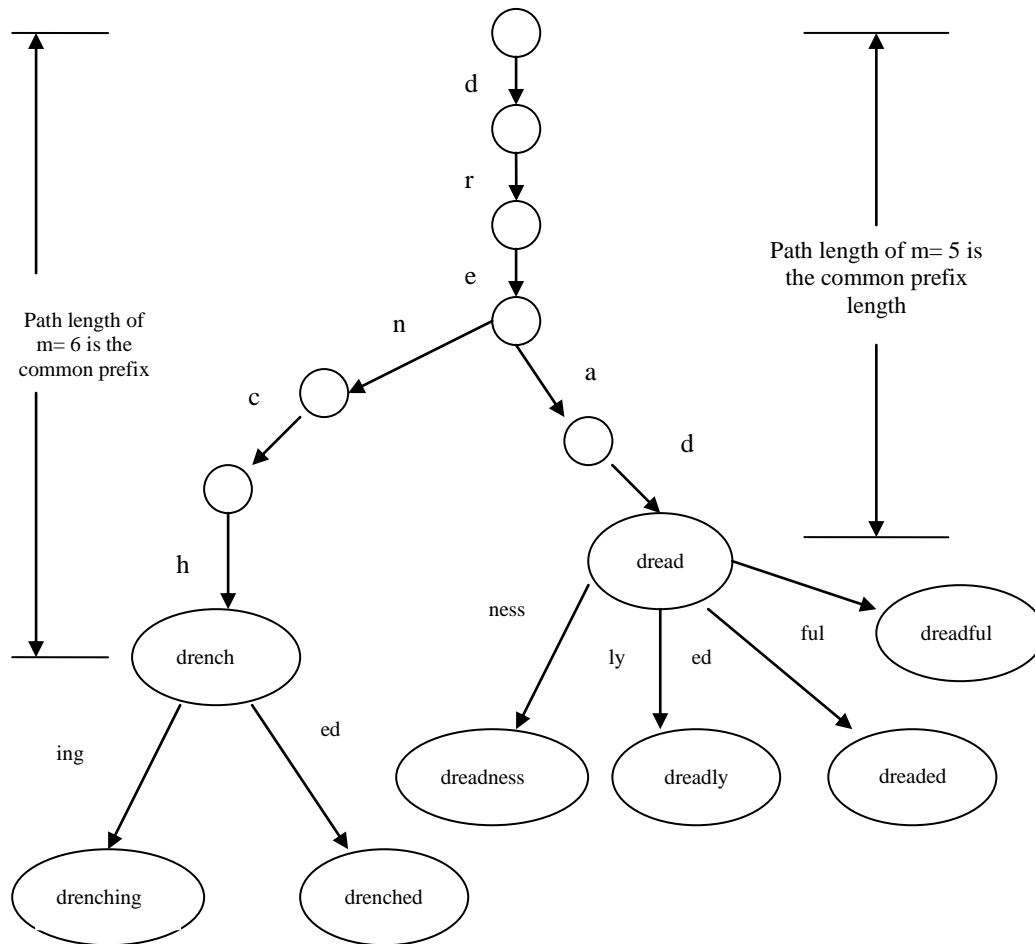 d
r
e
n
a
c
d
h
Path length of
m= 6 is the
common prefix
Path length of m= 5 is
the common prefix
length
dread
drench
ness
ly
ed
ful
dreadful
ing
ed
dreadness
dreadly
dreaded
drenching
drenched